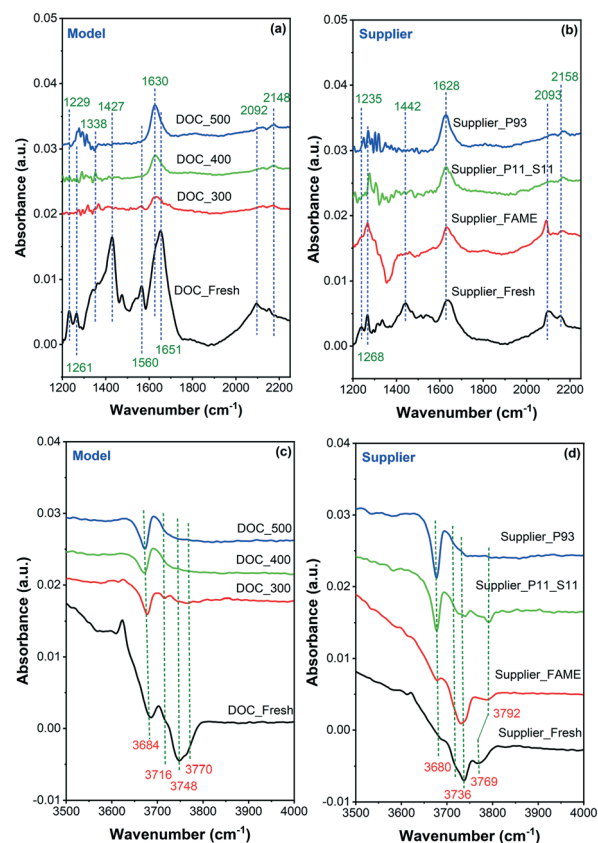 Model
(a)
1229
1338
1427
1630
2092
2148
DOC_500
DOC_400
DOC_300
DOC_Fresh
1261
1560
1651
0.05
0.04
0.03
0.02
0.01
0.00
Absorbance (a.u.)
1200 1400 1600 1800 2000 2200
Wavenumber (cm-1)
Supplier
(b)
1235
1442
1628
2093
2158
Supplier_P93
Supplier_P11_S11
Supplier_FAME
Supplier_Fresh
1268
0.05
0.04
0.03
0.02
0.01
0.00
Absorbance (a.u.)
1200 1400 1600 1800 2000 2200
Wavenumber (cm-1)
Model
(c)
DOC_500
DOC_400
DOC_300
DOC_Fresh
3684
3716
3748
3770
0.04
0.03
0.02
0.01
0.00
-0.01
Absorbance (a.u.)
3500 3600 3700 3800 3900 4000
Wavenumber (cm-1)
Supplier
(d)
Supplier_P93
Supplier_P11_S11
Supplier_FAME
3792
Supplier_Fresh
3680
3736
3769
0.04
0.03
0.02
0.01
0.00
-0.01
Absorbance (a.u.)
3500 3600 3700 3800 3900 4000
Wavenumber (cm-1)